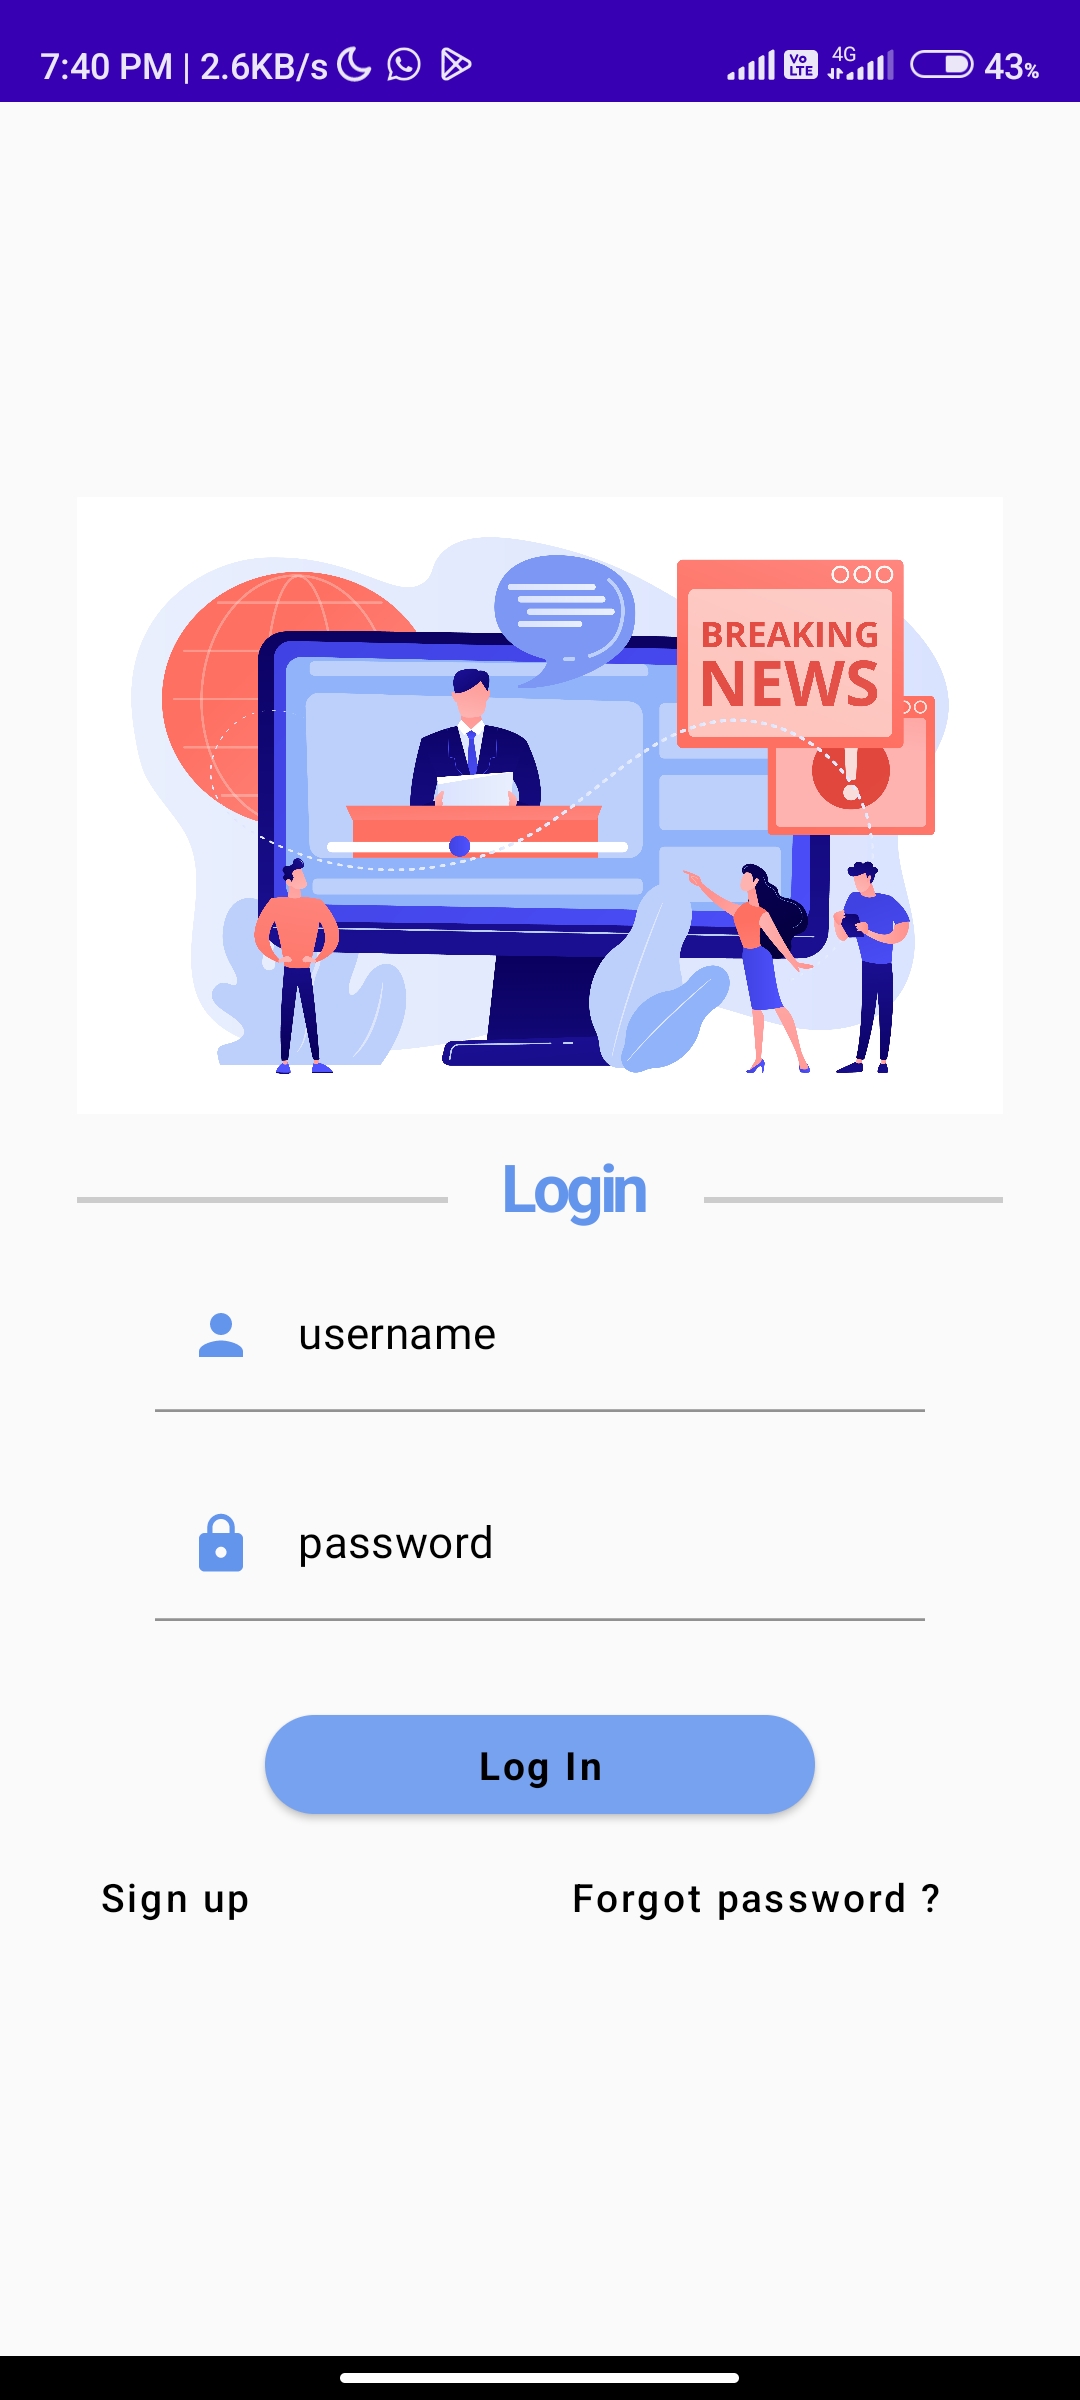 7:40 PM | 2.6KB/s Vo LTE 4G 43%
BREAKING
NEWS
Login
username
password
Log In
Sign up Forgot password ?